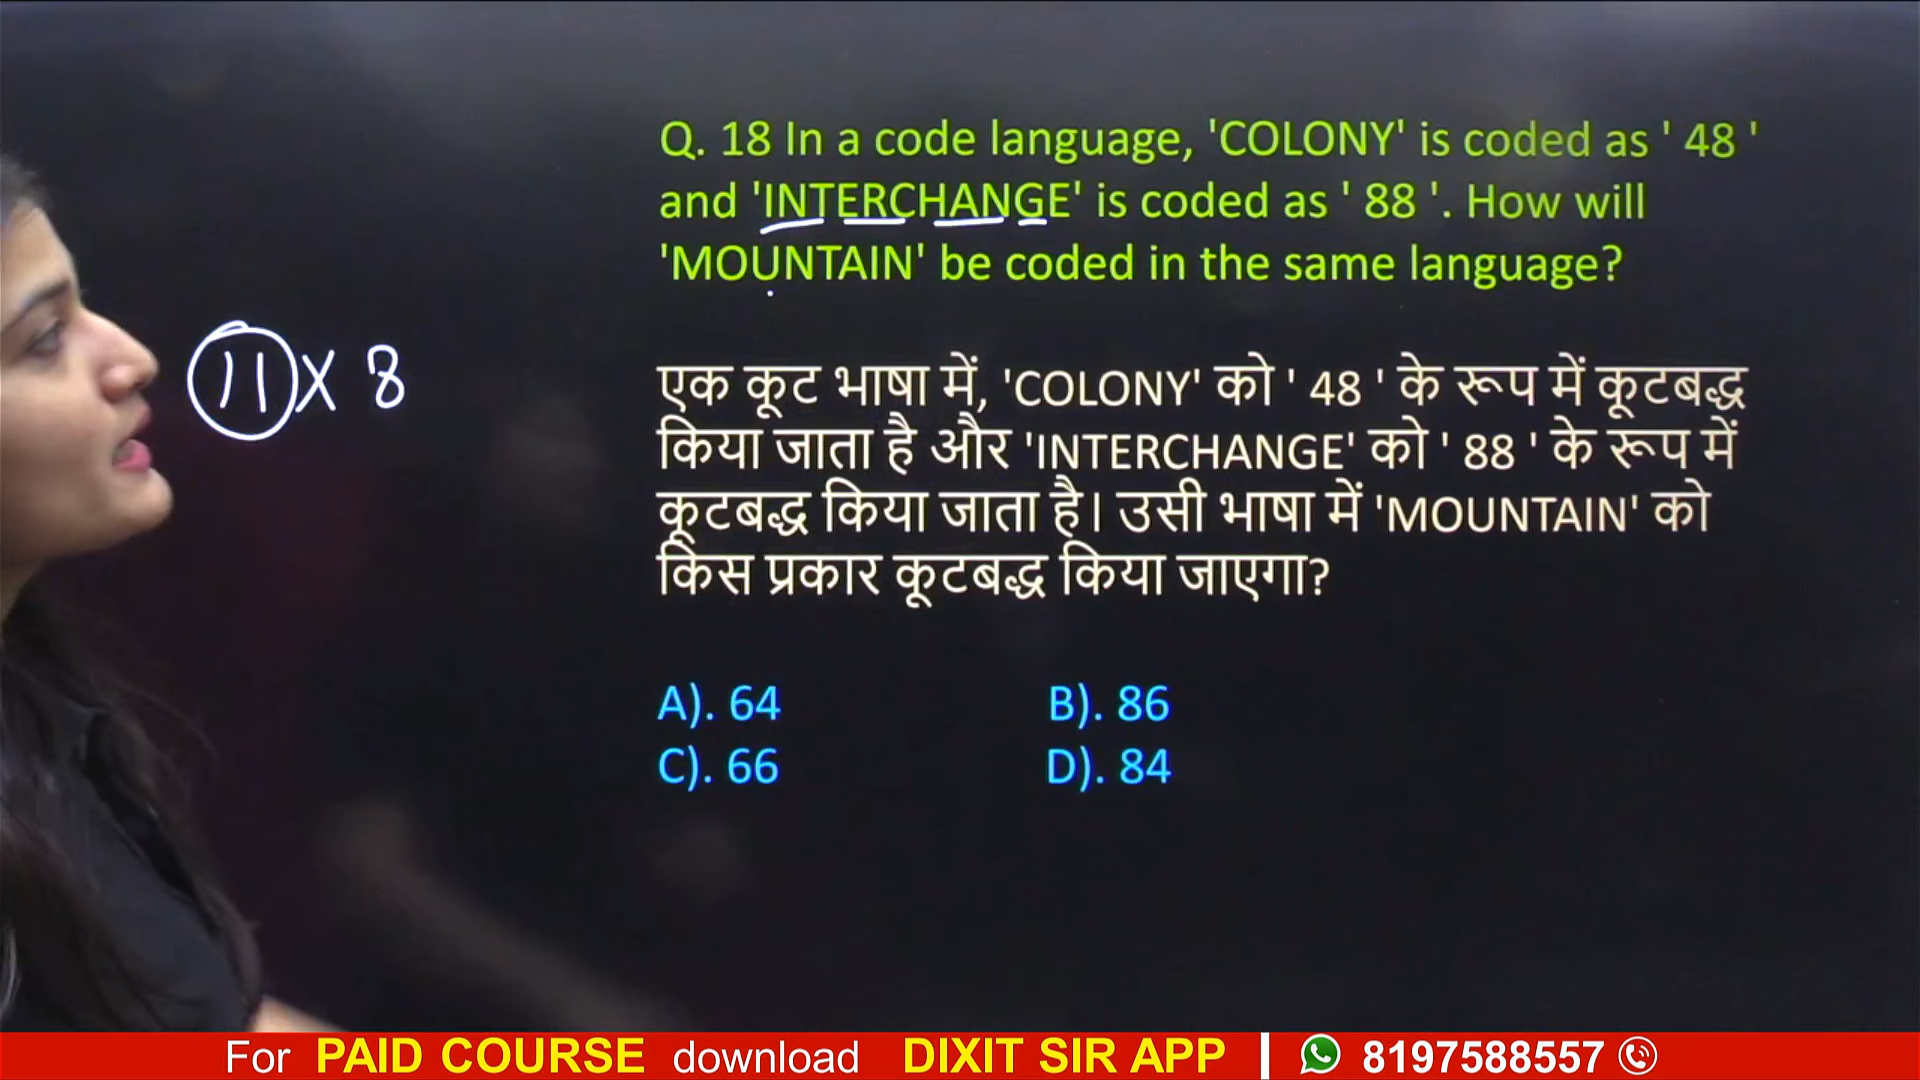 Q. 18 In a code language, 'COLONY' is coded as ' 48 '
and 'INTERCHANGE' is coded as ' 88 '. How will
'MOUNTAIN' be coded in the same language?
11 X 8
एक कूट भाषा में, 'COLONY' को ' 48 ' के रूप में कूटबद्ध
किया जाता है और 'INTERCHANGE' को ' 88 ' के रूप में
कूटबद्ध किया जाता है। उसी भाषा में 'MOUNTAIN' को
किस प्रकार कूटबद्ध किया जाएगा?
A). 64 B). 86
C). 66 D). 84
For PAID COURSE download DIXIT SIR APP | 8197588557